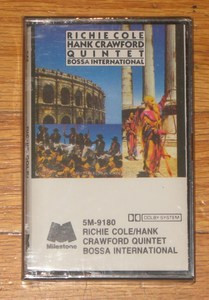 RICHIE COLE
HANK CRAWFORD
QUINTET
BOSSA INTERNATIONAL
5M-9180
DOLBY SYSTEM
RICHIE COLE/HANK
CRAWFORD QUINTET
BOSSA INTERNATIONAL
Milestone